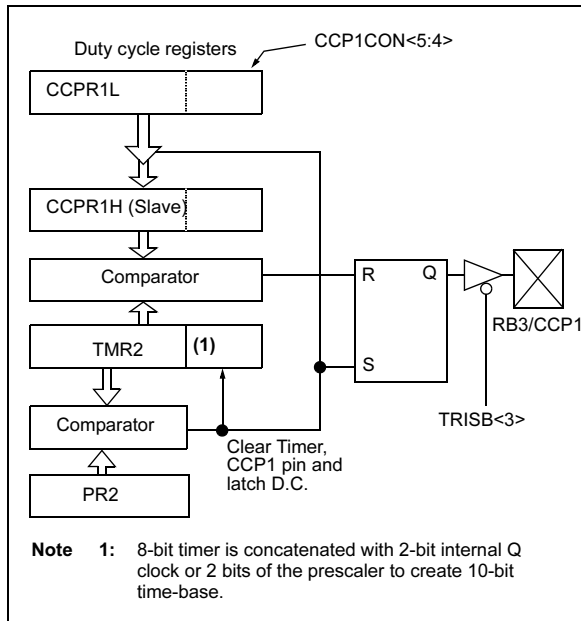 Duty cycle registers
CCP1CON<5:4>
CCPR1L
CCPR1H (Slave)
Comparator
R
Q
RB3/CCP1
TMR2
(1)
S
Comparator
TRISB<3>
Clear Timer,
CCP1 pin and
latch D.C.
PR2
Note 1: 8-bit timer is concatenated with 2-bit internal Q
clock or 2 bits of the prescaler to create 10-bit
time-base.